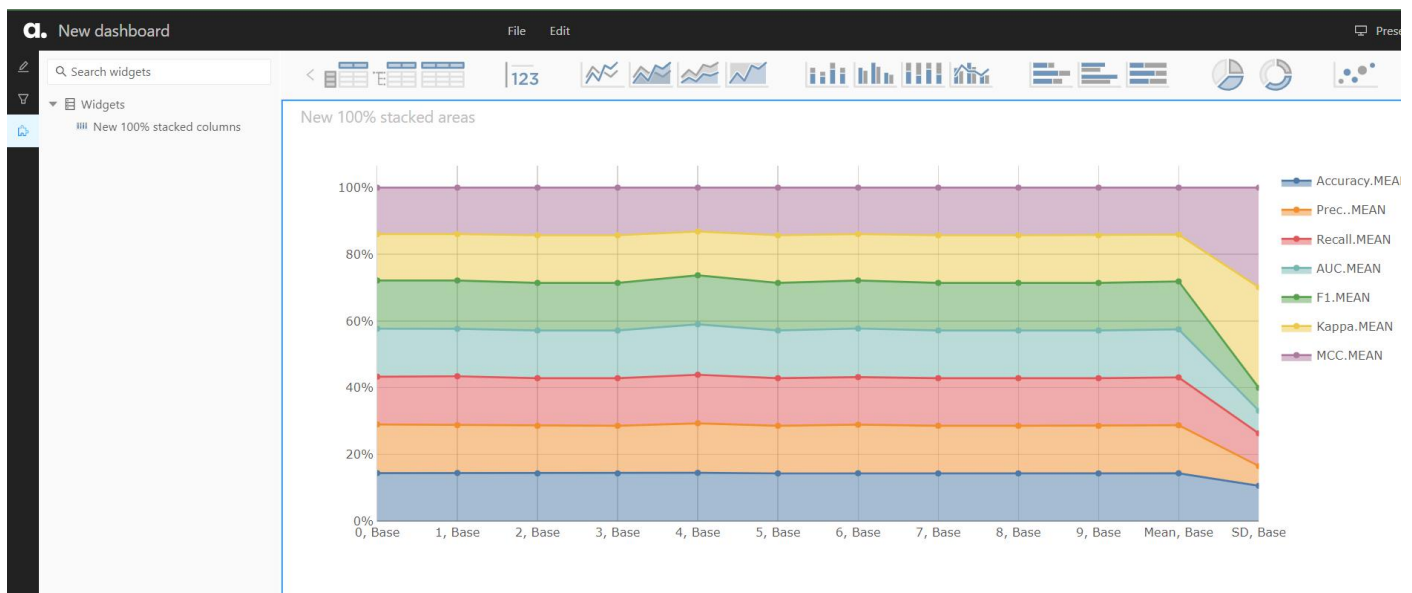 a. New dashboard File Edit Prese
Search widgets
123
Widgets
New 100% stacked columns
New 100% stacked areas
100%
80%
60%
40%
20%
0%
0, Base 1, Base 2, Base 3, Base 4, Base 5, Base 6, Base 7, Base 8, Base 9, Base Mean, Base SD, Base
Accuracy.MEA
Prec..MEAN
Recall.MEAN
AUC.MEAN
F1.MEAN
Kappa.MEAN
MCC.MEAN